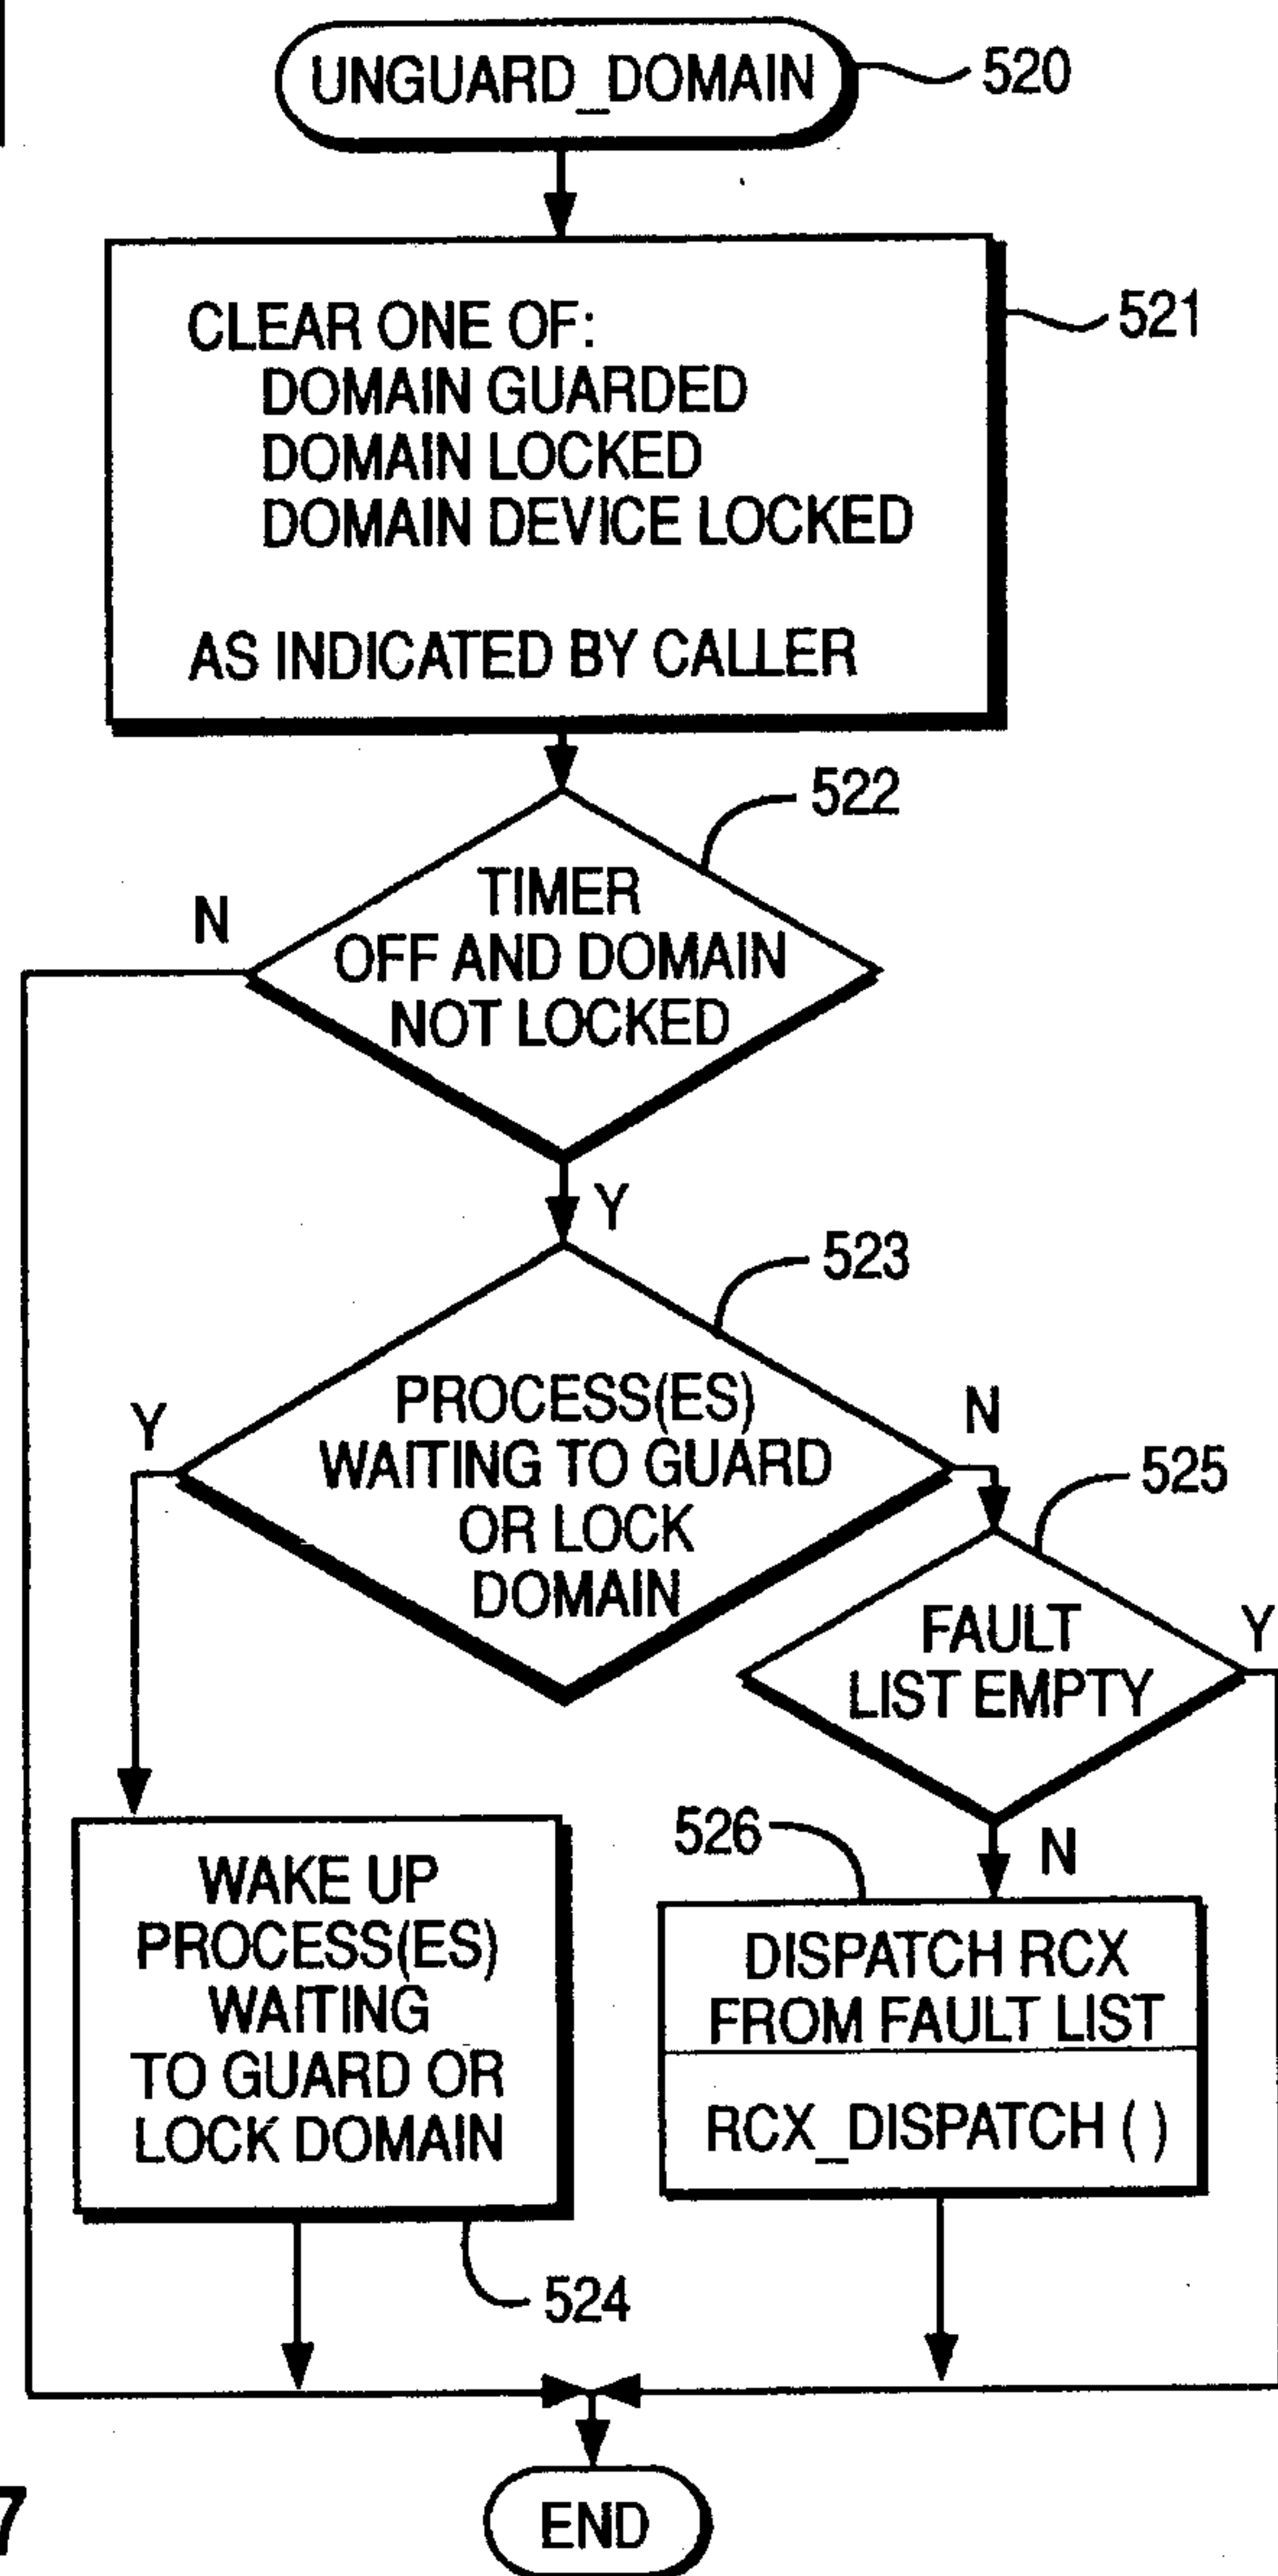 UNGUARD_DOMAIN
520
CLEAR ONE OF:
DOMAIN GUARDED
DOMAIN LOCKED
DOMAIN DEVICE LOCKED
AS INDICATED BY CALLER
521
522
TIMER
OFF AND DOMAIN
NOT LOCKED
N
Y
523
PROCESS(ES)
WAITING TO GUARD
OR LOCK
DOMAIN
Y
N
525
FAULT
LIST EMPTY
Y
N
526
WAKE UP
PROCESS(ES)
WAITING
TO GUARD OR
LOCK DOMAIN
524
DISPATCH RCX
FROM FAULT LIST
RCX_DISPATCH ( )
END
7